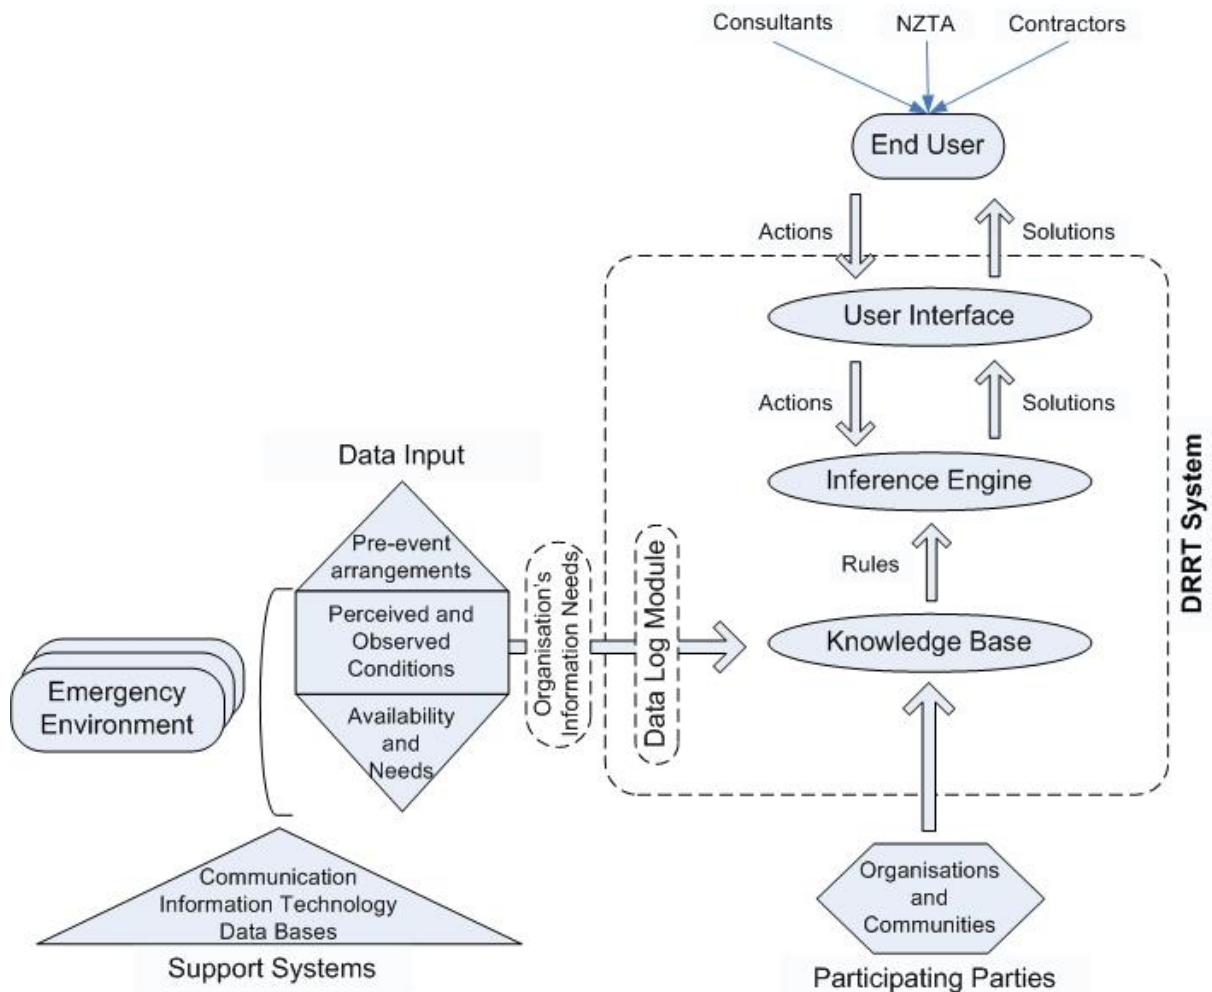 Consultants
NZTA
Contractors
End User
Actions
Solutions
User Interface
Actions
Solutions
Inference Engine
Rules
Knowledge Base
DRRT System
Data Input
Pre-event
arrangements
Perceived and
Observed
Conditions
Availability
and
Needs
Organisation's
Information Needs
Data Log Module
Emergency
Environment
Communication
Information Technology
Data Bases
Support Systems
Organisations
and
Communities
Participating Parties